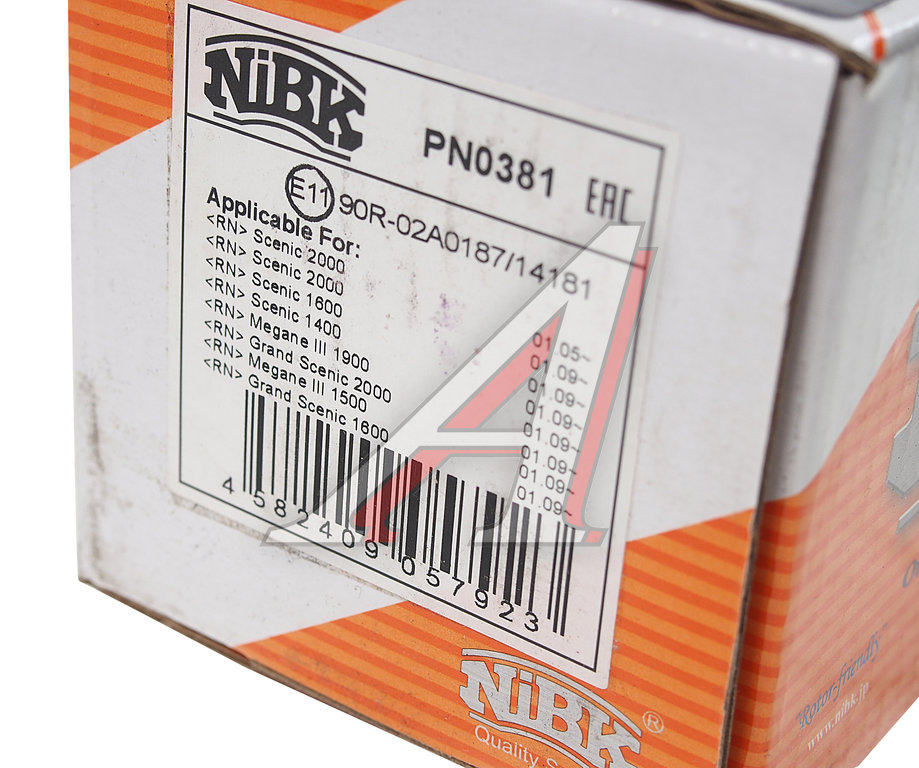 NiBK
PN0381
EAC
E11 90R-02A0187/14181
Applicable For:
<RN> Scenic 2000 01.05~
<RN> Scenic 2000 01.09~
<RN> Scenic 1600 01.09~
<RN> Scenic 1400 01.09~
<RN> Megane III 1900 01.09~
<RN> Grand Scenic 2000 01.09~
<RN> Megane III 1500 01.09~
<RN> Grand Scenic 1600 01.09~
4 582409 057923
NiBK®
Quality
"Rotor-friendly"
www.nibk.jp